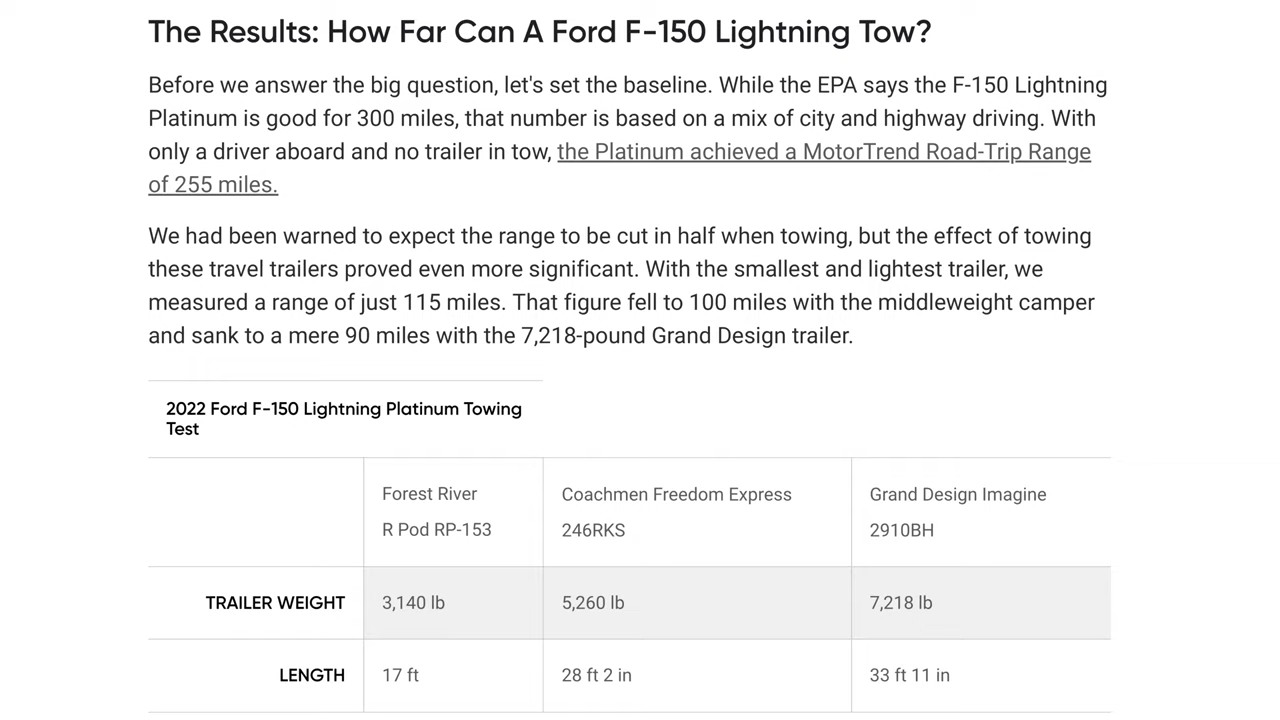 The Results: How Far Can A Ford F-150 Lightning Tow?
Before we answer the big question, let's set the baseline. While the EPA says the F-150 Lightning
Platinum is good for 300 miles, that number is based on a mix of city and highway driving. With
only a driver aboard and no trailer in tow, the Platinum achieved a MotorTrend Road-Trip Range
of 255 miles.
We had been warned to expect the range to be cut in half when towing, but the effect of towing
these travel trailers proved even more significant. With the smallest and lightest trailer, we
measured a range of just 115 miles. That figure fell to 100 miles with the middleweight camper
and sank to a mere 90 miles with the 7,218-pound Grand Design trailer.
2022 Ford F-150 Lightning Platinum Towing
Test
Forest River Coachmen Freedom Express Grand Design Imagine
R Pod RP-153 246RKS 2910BH
TRAILER WEIGHT 3,140 lb 5,260 lb 7,218 lb
LENGTH 17 ft 28 ft 2 in 33 ft 11 in